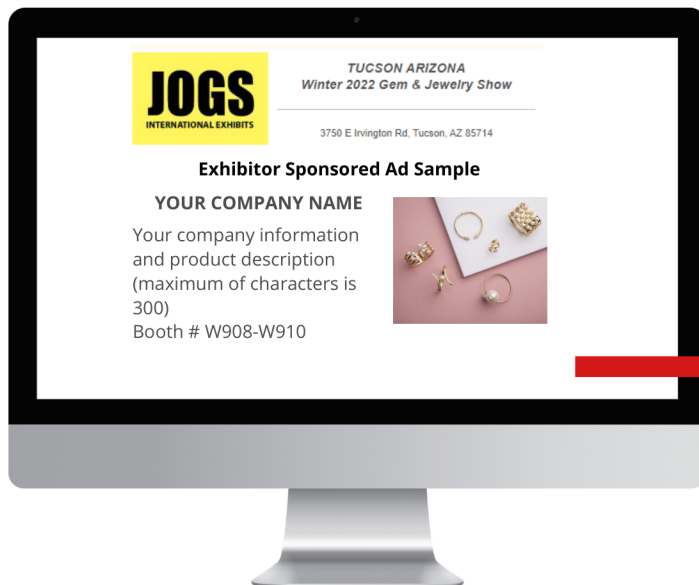 JOGS
INTERNATIONAL EXHIBITS
TUCSON ARIZONA
Winter 2022 Gem & Jewelry Show
3750 E Irvington Rd, Tucson, AZ 85714
Exhibitor Sponsored Ad Sample
YOUR COMPANY NAME
Your company information
and product description
(maximum of characters is
300)
Booth # W908-W910